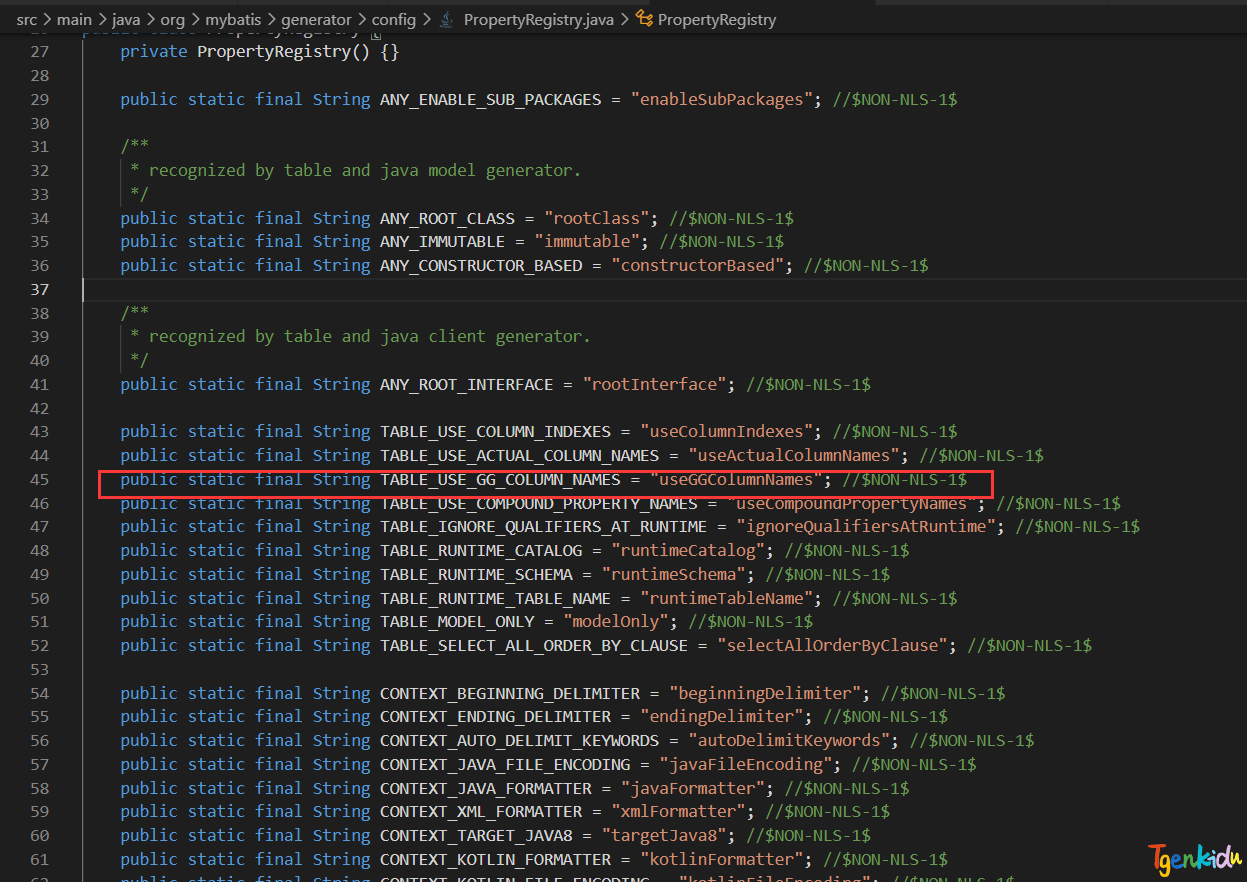 src > main > java > org > mybatis > generator > config > PropertyRegistry.java > PropertyRegistry
27 private PropertyRegistry() {}
28
29 public static final String ANY_ENABLE_SUB_PACKAGES = "enableSubPackages"; //$NON-NLS-1$
30
31 /**
32 * recognized by table and java model generator.
33 */
34 public static final String ANY_ROOT_CLASS = "rootClass"; //$NON-NLS-1$
35 public static final String ANY_IMMUTABLE = "immutable"; //$NON-NLS-1$
36 public static final String ANY_CONSTRUCTOR_BASED = "constructorBased"; //$NON-NLS-1$
37
38 /**
39 * recognized by table and java client generator.
40 */
41 public static final String ANY_ROOT_INTERFACE = "rootInterface"; //$NON-NLS-1$
42
43 public static final String TABLE_USE_COLUMN_INDEXES = "useColumnIndexes"; //$NON-NLS-1$
44 public static final String TABLE_USE_ACTUAL_COLUMN_NAMES = "useActualColumnNames"; //$NON-NLS-1$
45 public static final String TABLE_USE_GG_COLUMN_NAMES = "useGGColumnNames"; //$NON-NLS-1$
46 public static final String TABLE_USE_COMPOUND_PROPERTY_NAMES = "useCompoundPropertyNames"; //$NON-NLS-1$
47 public static final String TABLE_IGNORE_QUALIFIERS_AT_RUNTIME = "ignoreQualifiersAtRuntime"; //$NON-NLS-1$
48 public static final String TABLE_RUNTIME_CATALOG = "runtimeCatalog"; //$NON-NLS-1$
49 public static final String TABLE_RUNTIME_SCHEMA = "runtimeSchema"; //$NON-NLS-1$
50 public static final String TABLE_RUNTIME_TABLE_NAME = "runtimeTableName"; //$NON-NLS-1$
51 public static final String TABLE_MODEL_ONLY = "modelOnly"; //$NON-NLS-1$
52 public static final String TABLE_SELECT_ALL_ORDER_BY_CLAUSE = "selectAllOrderByClause"; //$NON-NLS-1$
53
54 public static final String CONTEXT_BEGINNING_DELIMITER = "beginningDelimiter"; //$NON-NLS-1$
55 public static final String CONTEXT_ENDING_DELIMITER = "endingDelimiter"; //$NON-NLS-1$
56 public static final String CONTEXT_AUTO_DELIMIT_KEYWORDS = "autoDelimitKeywords"; //$NON-NLS-1$
57 public static final String CONTEXT_JAVA_FILE_ENCODING = "javaFileEncoding"; //$NON-NLS-1$
58 public static final String CONTEXT_JAVA_FORMATTER = "javaFormatter"; //$NON-NLS-1$
59 public static final String CONTEXT_XML_FORMATTER = "xmlFormatter"; //$NON-NLS-1$
60 public static final String CONTEXT_TARGET_JAVA8 = "targetJava8"; //$NON-NLS-1$
61 public static final String CONTEXT_KOTLIN_FORMATTER = "kotlinFormatter"; //$NON-NLS-1$
Tgenkidu